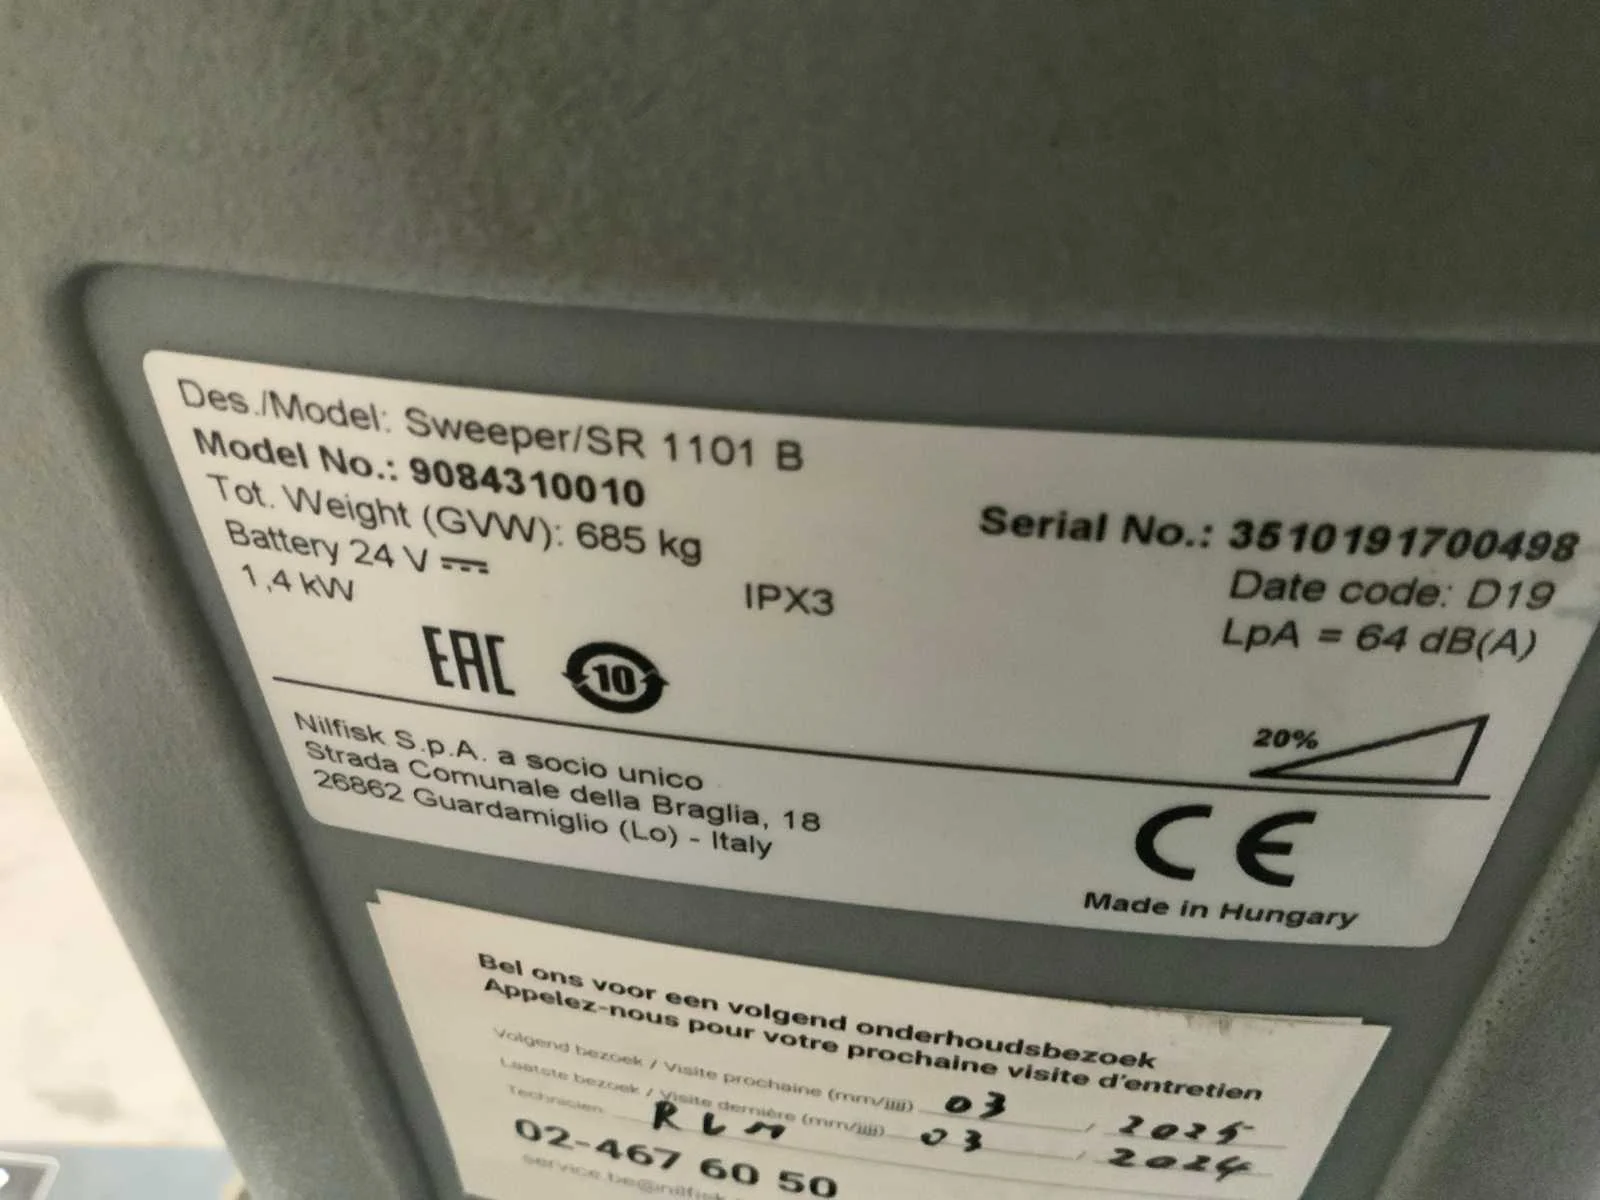 Des./Model: Sweeper/SR 1101 B
Model No.: 9084310010
Tot. Weight (GVW): 685 kg
Battery 24 V
1,4 kW
IPX3
Serial No.: 3510191700498
Date code: D19
LpA = 64 dB(A)
EAC
10
20%
Nilfisk S.p.A. a socio unico
Strada Comunale della Braglia, 18
26862 Guardamiglio (Lo) - Italy
CE
Made in Hungary
Bel ons voor een volgend onderhoudsbezoek
Appelez-nous pour votre prochaine visite d'entretien
Volgend bezoek / Visite prochaine (mm/jjjj) 03 / 2025
Laatste bezoek / Visite dernière (mm/jjjj) 03 / 2024
Technicien RLM
02-467 60 50
service.be@nilfisk